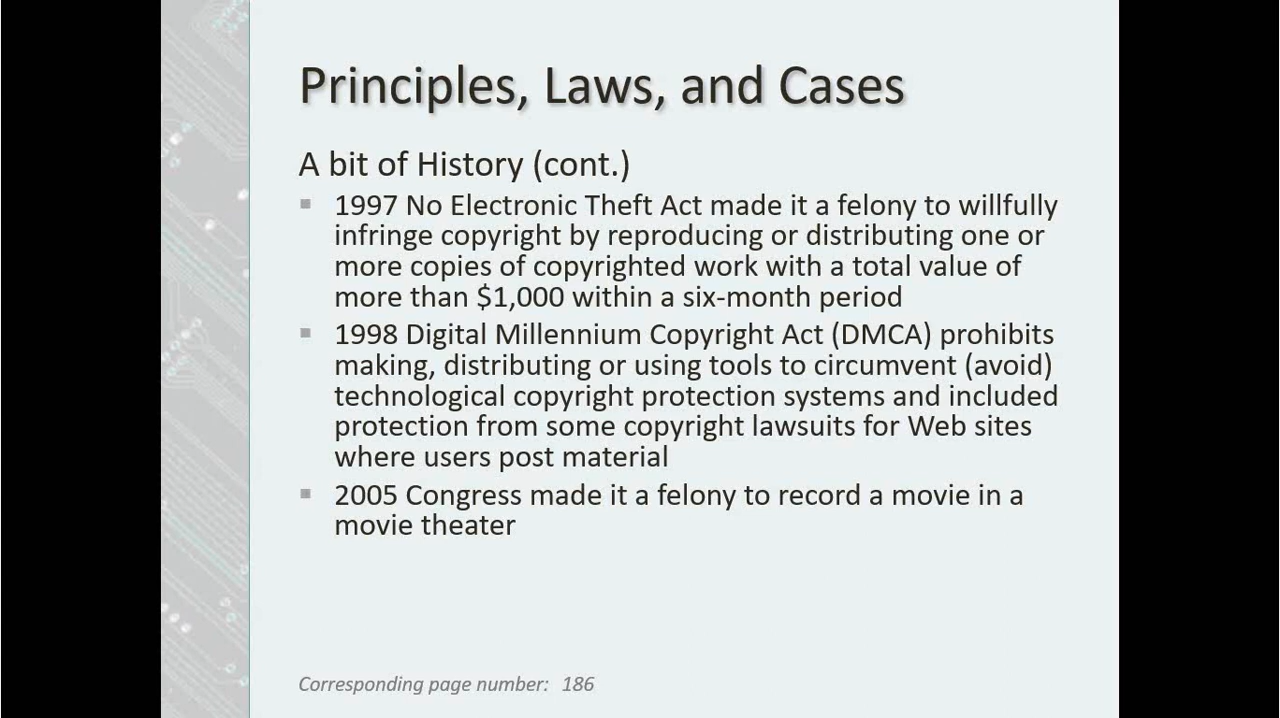 Principles, Laws, and Cases
A bit of History (cont.)
1997 No Electronic Theft Act made it a felony to willfully
infringe copyright by reproducing or distributing one or
more copies of copyrighted work with a total value of
more than $1,000 within a six-month period
1998 Digital Millennium Copyright Act (DMCA) prohibits
making, distributing or using tools to circumvent (avoid)
technological copyright protection systems and included
protection from some copyright lawsuits for Web sites
where users post material
2005 Congress made it a felony to record a movie in a
movie theater
Corresponding page number: 186